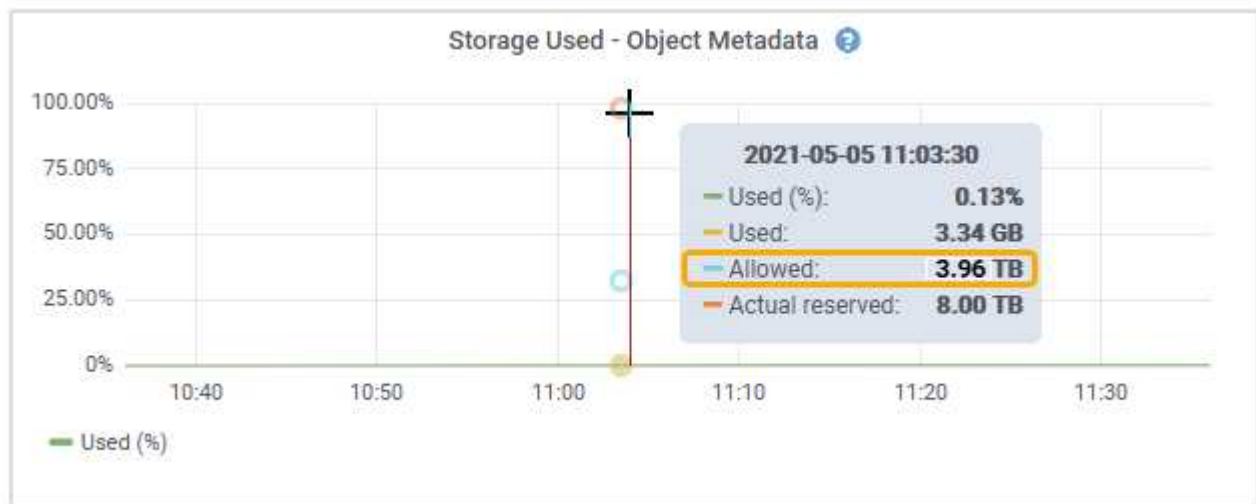 Storage Used - Object Metadata ?
100.00%
75.00%
50.00%
25.00%
0%
2021-05-05 11:03:30
Used (%): 0.13%
Used: 3.34 GB
Allowed: 3.96 TB
Actual reserved: 8.00 TB
10:40 10:50 11:00 11:10 11:20 11:30
Used (%)